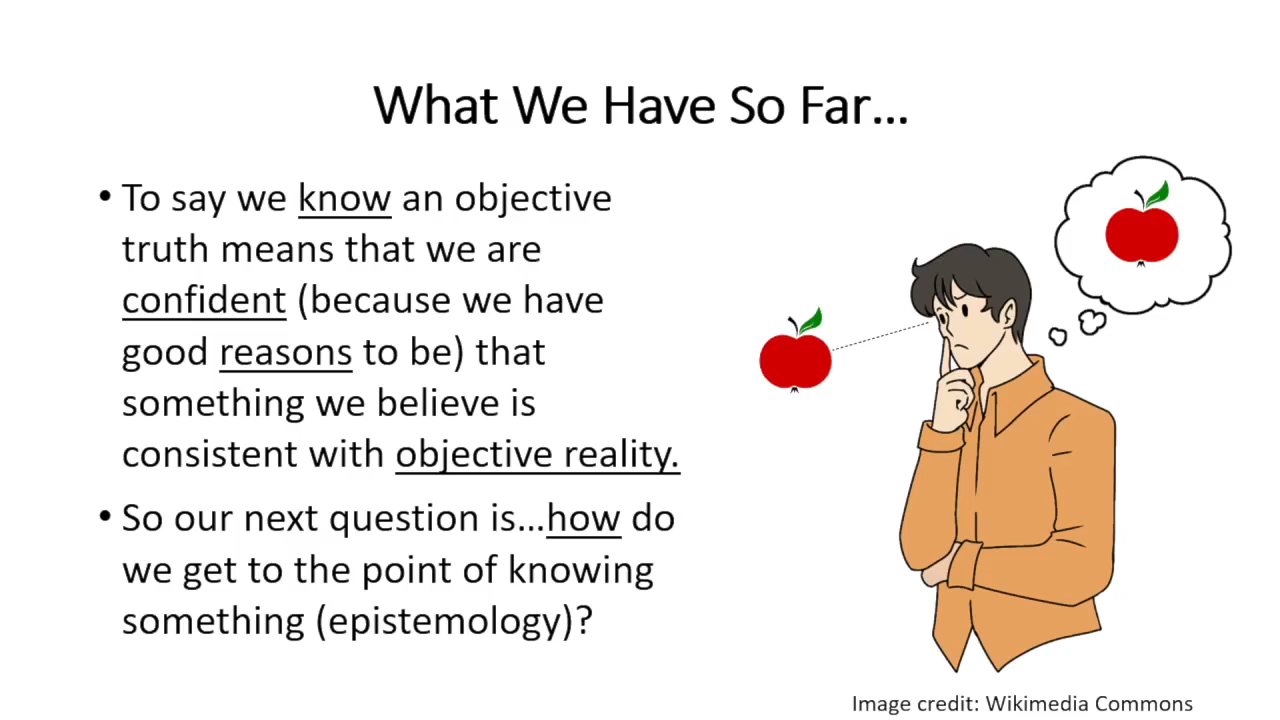 What We Have So Far...
• To say we know an objective
truth means that we are
confident (because we have
good reasons to be) that
something we believe is
consistent with objective reality.
• So our next question is...how do
we get to the point of knowing
something (epistemology)?
Image credit: Wikimedia Commons